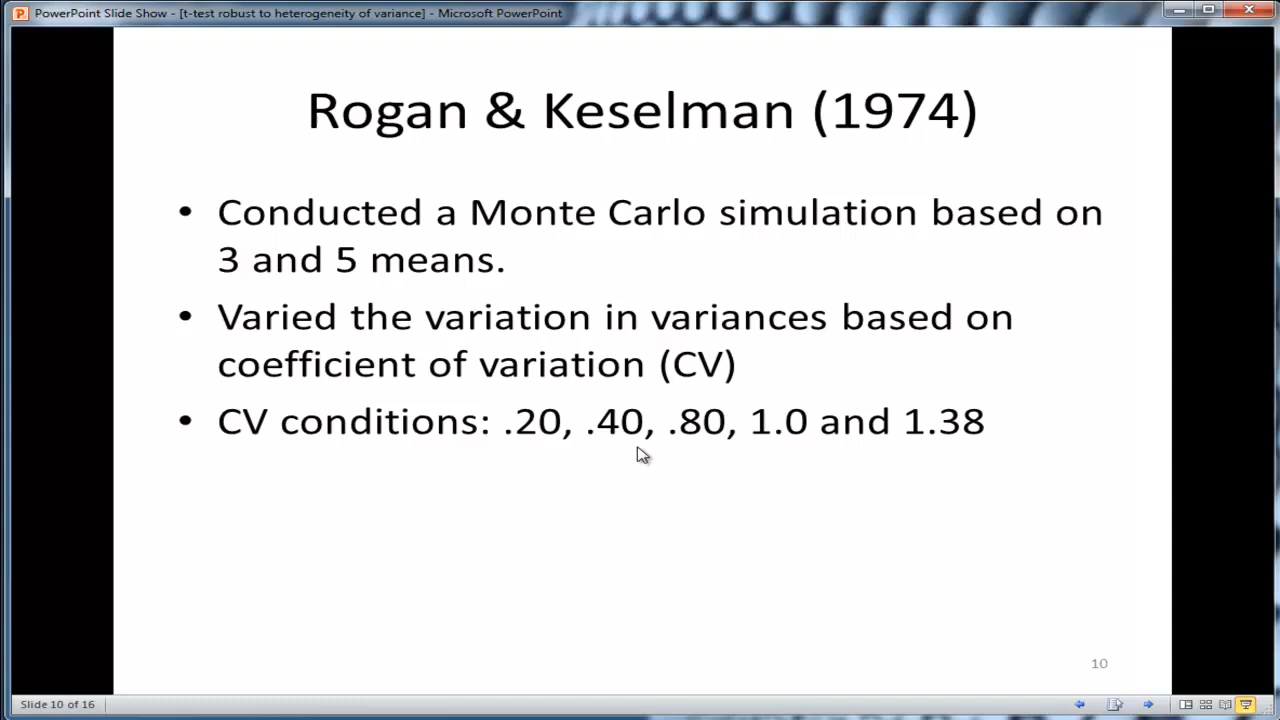 PowerPoint Slide Show - [t-test robust to heterogeneity of variance] - Microsoft PowerPoint
Rogan & Keselman (1974)
• Conducted a Monte Carlo simulation based on
3 and 5 means.
• Varied the variation in variances based on
coefficient of variation (CV)
• CV conditions: .20, .40, .80, 1.0 and 1.38
10
Slide 10 of 16